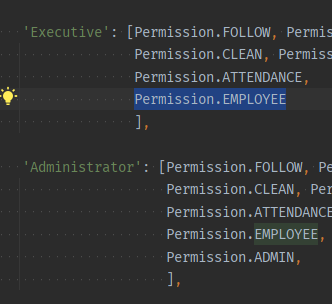 'Executive': [Permission.FOLLOW, Permis
Permission.CLEAN, Permiss
Permission.ATTENDANCE,
Permission.EMPLOYEE
],
'Administrator': [Permission.FOLLOW, Pe
Permission.CLEAN, Per
Permission.ATTENDANCE
Permission.EMPLOYEE,
Permission.ADMIN,
],